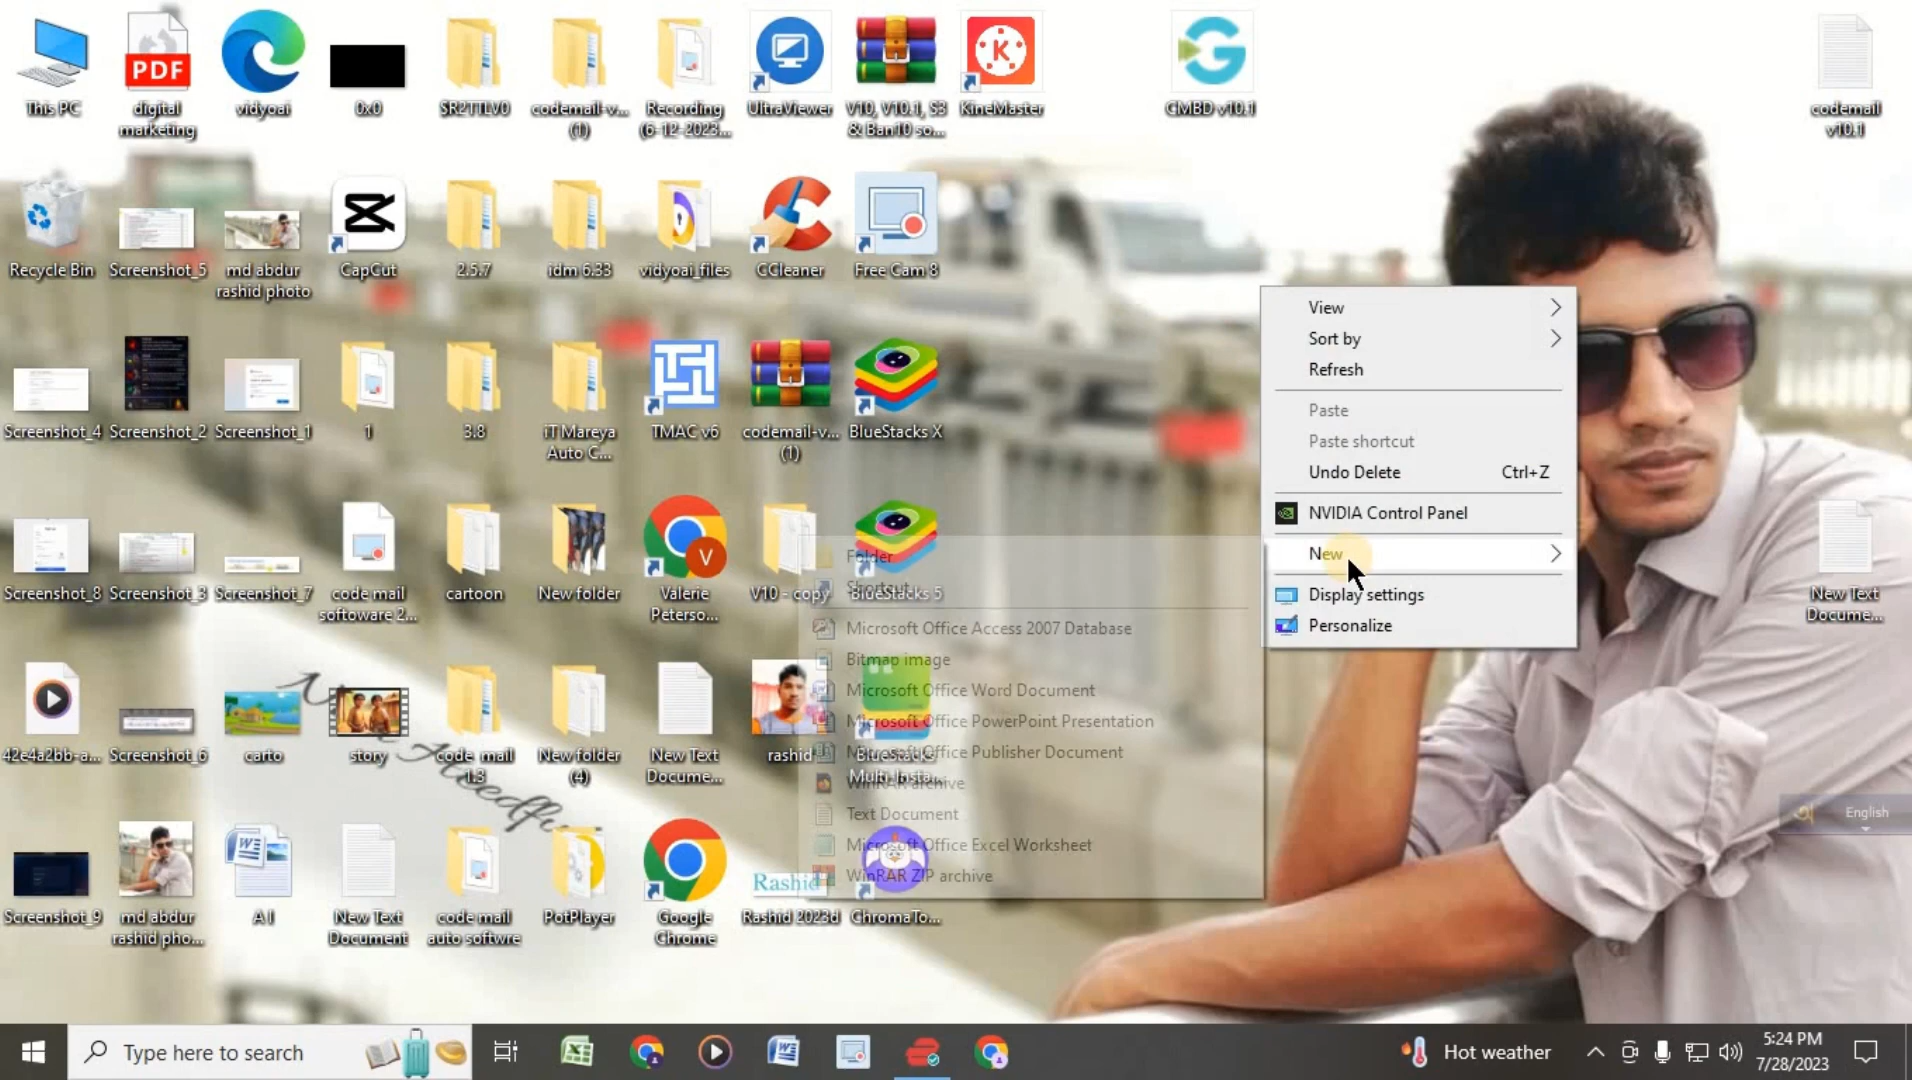 This PC
digital
marketing
vidyoai
0x0
SR2TTLV0
codemail-v...
(1)
Recording
(6-12-2023...
UltraViewer
V10, V10.1, S3
& Ban10 so...
KineMaster
GMBD v10.1
codemail
v10.1
PDF
Recycle Bin
Screenshot_5
md abdur
rashid photo
CapCut
2.5.7
idm 6.33
vidyoai_files
CCleaner
Free Cam 8
Screenshot_4
Screenshot_2
Screenshot_1
1
3.8
iT Mareya
Auto C...
TMAC v6
codemail-v...
(1)
BlueStacks X
View
Sort by
Refresh
Paste
Paste shortcut
Undo Delete Ctrl+Z
NVIDIA Control Panel
New
Display settings
Personalize
Screenshot_8
Screenshot_3
Screenshot_7
code mail
softoware 2...
cartoon
New folder
V
Valerie
Peterso...
V10 - copy
BlueStacks 5
New Text
Docume...
Folder
Shortcut
Microsoft Office Access 2007 Database
Bitmap image
Microsoft Office Word Document
Microsoft Office PowerPoint Presentation
Microsoft Office Publisher Document
WinRAR archive
Text Document
Microsoft Office Excel Worksheet
WinRAR ZIP archive
42e4a2bb-a...
Screenshot_6
carto
story
code mail
1.3
New folder
(4)
New Text
Docume...
rashid
BlueStacks
Multi-Insta...
English
Screenshot_9
md abdur
rashid pho...
A I
New Text
Document
code mail
auto softwre
PotPlayer
Google
Chrome
Rashid
Rashid 2023d
ChromaTo...
Type here to search
Hot weather
5:24 PM
7/28/2023